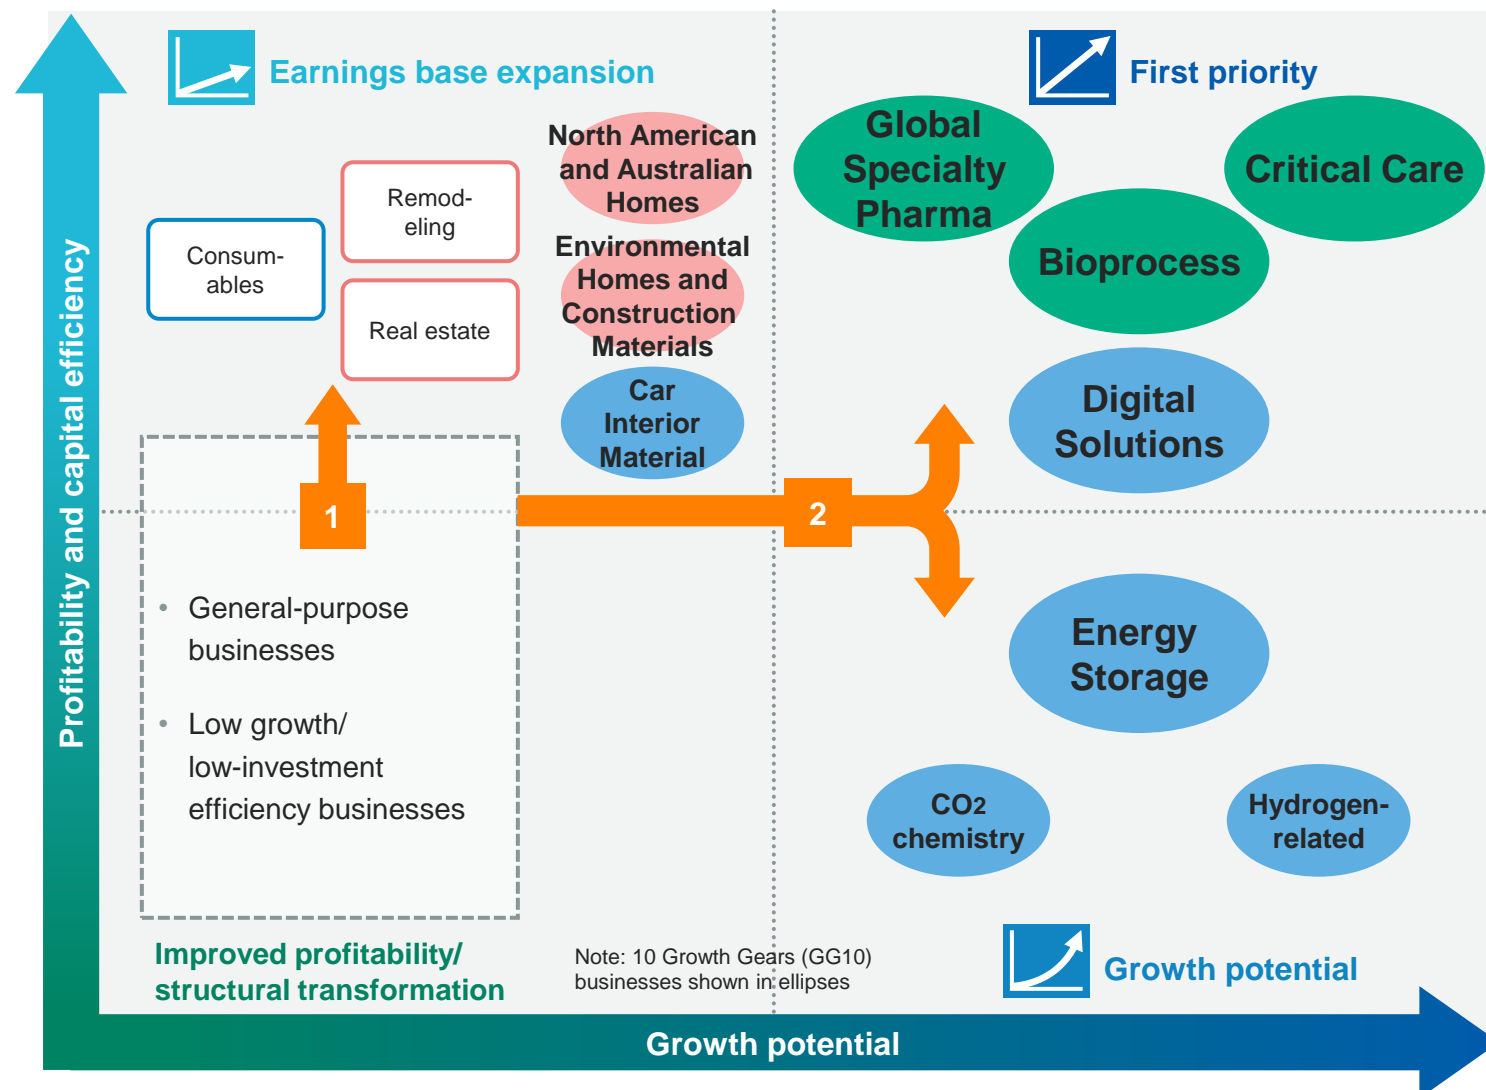 Profitability and capital efficiency
Earnings base expansion
First priority
North American
and Australian
Homes
Global
Specialty
Pharma
Critical Care
Remod-
eling
Consum-
ables
Environmental
Homes and
Construction
Materials
Bioprocess
Real estate
Car
Interior
Material
Digital
Solutions
1
2
• General-purpose
businesses
• Low growth/
low-investment
efficiency businesses
Energy
Storage
CO2
chemistry
Hydrogen-
related
Improved profitability/
structural transformation
Note: 10 Growth Gears (GG10)
businesses shown in ellipses
Growth potential
Growth potential